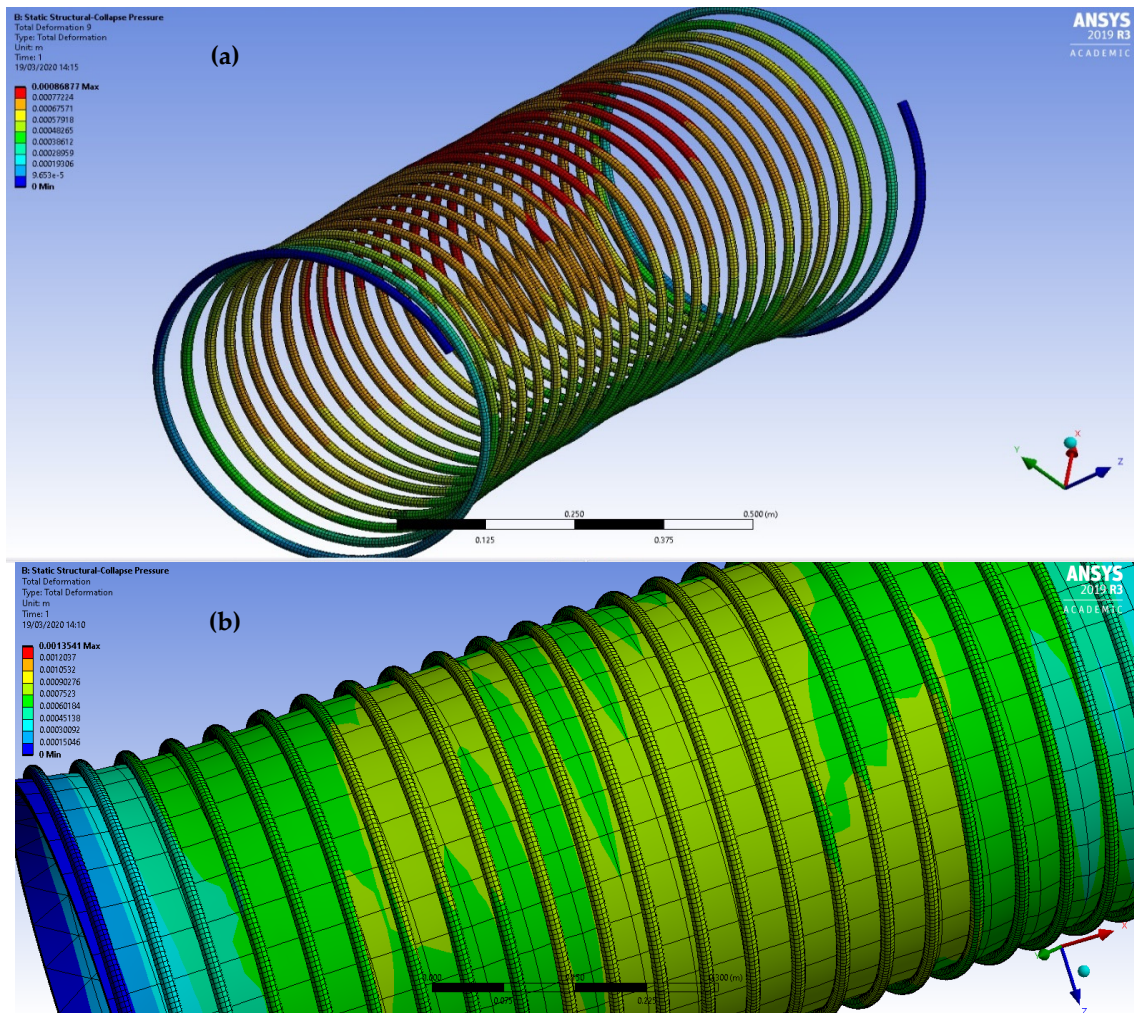 B: Static Structural-Collapse Pressure
Total Deformation 9
Type: Total Deformation
Unit: m
Time: 1
19/03/2020 14:15
(a)
ANSYS
2019 R3
ACADEMIC
0.00086877 Max
0.00077224
0.00067571
0.00057918
0.00048265
0.00038612
0.00028959
0.00019306
9.653e-5
0 Min
Y
X
Z
0.250
0.500 (m)
0.125
0.375
B: Static Structural-Collapse Pressure
Total Deformation
Type: Total Deformation
Unit: m
Time: 1
19/03/2020 14:10
(b)
ANSYS
2019 R3
ACADEMIC
0.0013541 Max
0.0012037
0.0010532
0.00090276
0.0007523
0.00060184
0.00045138
0.00030092
0.00015046
0 Min
X
0.300 (m)
0.075
0.225
Z